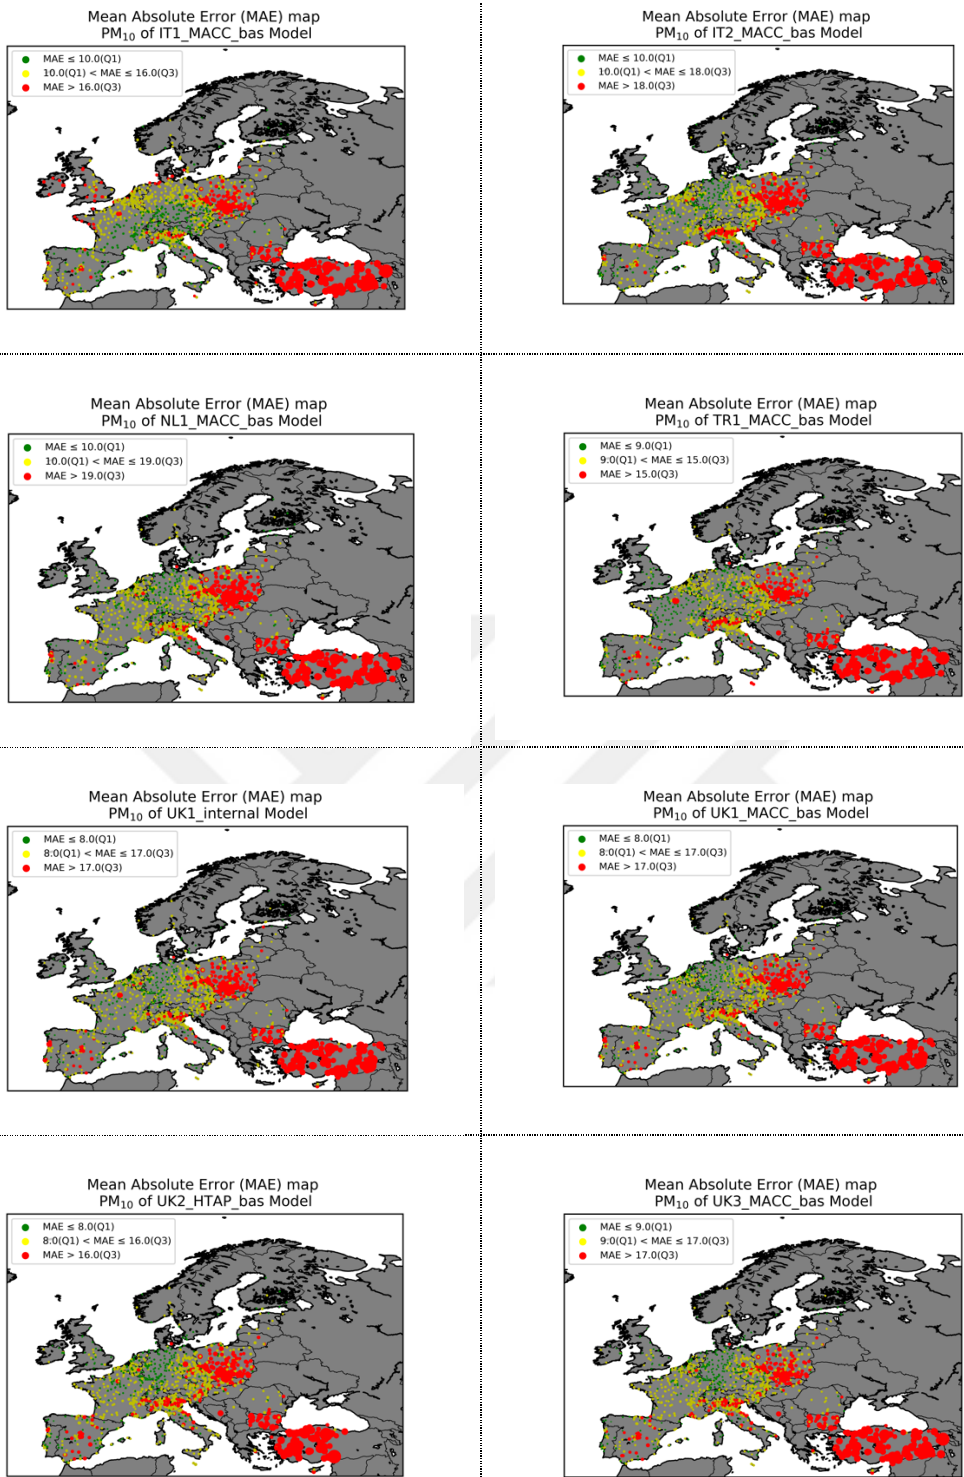 Mean Absolute Error (MAE) map
PM₁₀ of IT1_MACC_bas Model
MAE ≤ 10.0(Q1)
10.0(Q1) < MAE ≤ 16.0(Q3)
MAE > 16.0(Q3)
Mean Absolute Error (MAE) map
PM₁₀ of IT2_MACC_bas Model
MAE ≤ 10.0(Q1)
10.0(Q1) < MAE ≤ 18.0(Q3)
MAE > 18.0(Q3)
Mean Absolute Error (MAE) map
PM₁₀ of NL1_MACC_bas Model
MAE ≤ 10.0(Q1)
10.0(Q1) < MAE ≤ 19.0(Q3)
MAE > 19.0(Q3)
Mean Absolute Error (MAE) map
PM₁₀ of TR1_MACC_bas Model
MAE ≤ 9.0(Q1)
9:0(Q1) < MAE ≤ 15.0(Q3)
MAE > 15.0(Q3)
Mean Absolute Error (MAE) map
PM₁₀ of UK1_internal Model
MAE ≤ 8.0(Q1)
8:0(Q1) < MAE ≤ 17.0(Q3)
MAE > 17.0(Q3)
Mean Absolute Error (MAE) map
PM₁₀ of UK1_MACC_bas Model
MAE ≤ 8.0(Q1)
8:0(Q1) < MAE ≤ 17.0(Q3)
MAE > 17.0(Q3)
Mean Absolute Error (MAE) map
PM₁₀ of UK2_HTAP_bas Model
MAE ≤ 8.0(Q1)
8:0(Q1) < MAE ≤ 16.0(Q3)
MAE > 16.0(Q3)
Mean Absolute Error (MAE) map
PM₁₀ of UK3_MACC_bas Model
MAE ≤ 9.0(Q1)
9:0(Q1) < MAE ≤ 17.0(Q3)
MAE > 17.0(Q3)